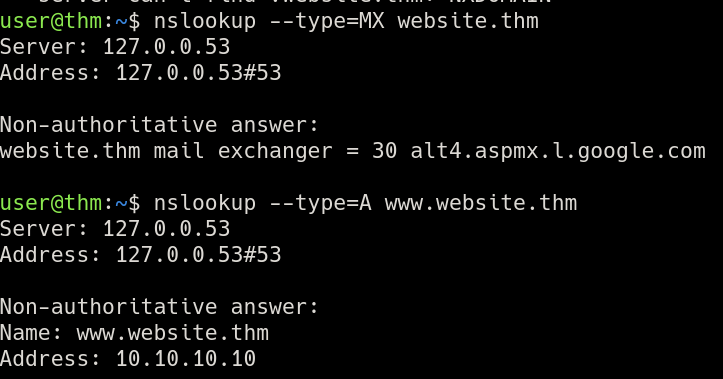 user@thm:~$ nslookup --type=MX website.thm
Server: 127.0.0.53
Address: 127.0.0.53#53
Non-authoritative answer:
website.thm mail exchanger = 30 alt4.aspmx.l.google.com
user@thm:~$ nslookup --type=A www.website.thm
Server: 127.0.0.53
Address: 127.0.0.53#53
Non-authoritative answer:
Name: www.website.thm
Address: 10.10.10.10